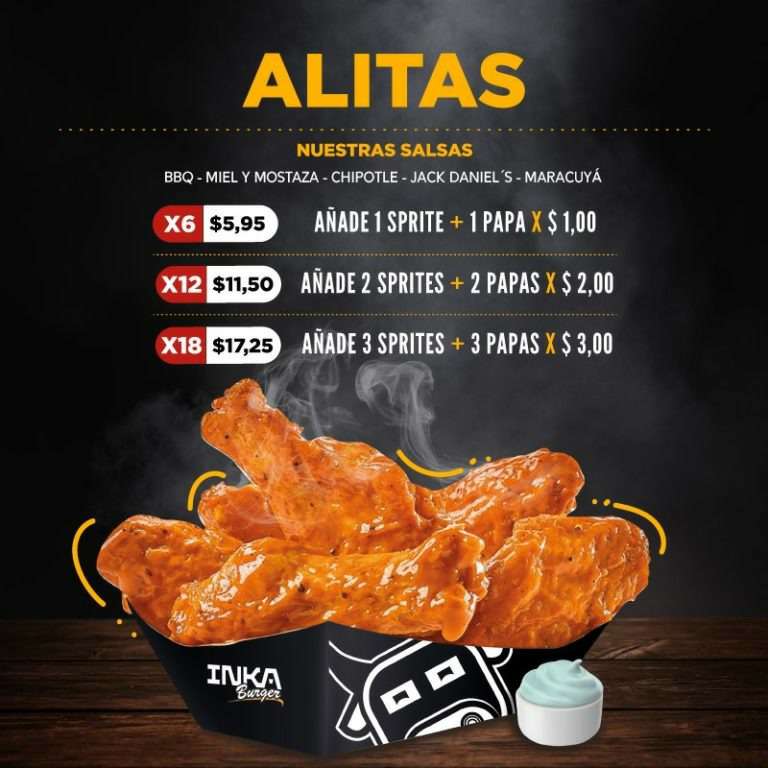 ALITAS
NUESTRAS SALSAS
BBQ - MIEL Y MOSTAZA - CHIPOTLE - JACK DANIEL´S - MARACUYÁ
X6 $5,95 AÑADE 1 SPRITE + 1 PAPA X $ 1,00
X12 $11,50 AÑADE 2 SPRITES + 2 PAPAS X $ 2,00
X18 $17,25 AÑADE 3 SPRITES + 3 PAPAS X $ 3,00
INKA
Burger